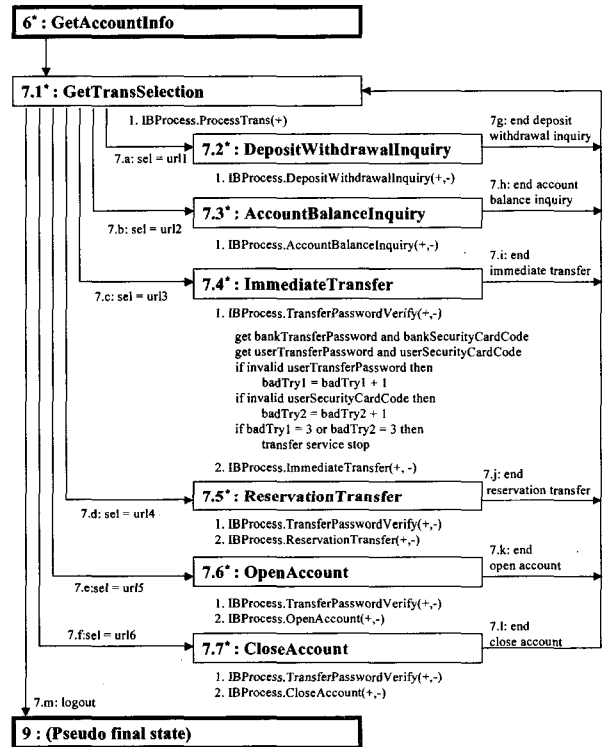 6* : GetAccountInfo
7.1* : GetTransSelection
1. IBProcess.ProcessTrans(+)
7g: end deposit
withdrawal inquiry
7.a: sel = url1
7.2* : DepositWithdrawalInquiry
1. IBProcess.DepositWithdrawalInquiry(+,-)
7.h: end account
balance inquiry
7.b: sel = url2
7.3* : AccountBalanceInquiry
1. IBProcess.AccountBalanceInquiry(+,-)
7.i: end
immediate transfer
7.c: sel = url3
7.4* : ImmediateTransfer
1. IBProcess.TransferPasswordVerify(+,-)
get bankTransferPassword and bankSecurityCardCode
get userTransferPassword and userSecurityCardCode
if invalid userTransferPassword then
badTry1 = badTry1 + 1
if invalid userSecurityCardCode then
badTry2 = badTry2 + 1
if badTry1 = 3 or badTry2 = 3 then
transfer service stop
2. IBProcess.ImmediateTransfer(+, -)
7.j: end
reservation transfer
7.d: sel = url4
7.5* : ReservationTransfer
1. IBProcess.TransferPasswordVerify(+,-)
2. IBProcess.ReservationTransfer(+,-)
7.k: end
open account
7.e:sel = url5
7.6* : OpenAccount
1. IBProcess.TransferPasswordVerify(+,-)
2. IBProcess.OpenAccount(+,-)
7.l: end
close account
7.f:sel = url6
7.7* : CloseAccount
1. IBProcess.TransferPasswordVerify(+,-)
2. IBProcess.CloseAccount(+,-)
7.m: logout
9 : (Pseudo final state)